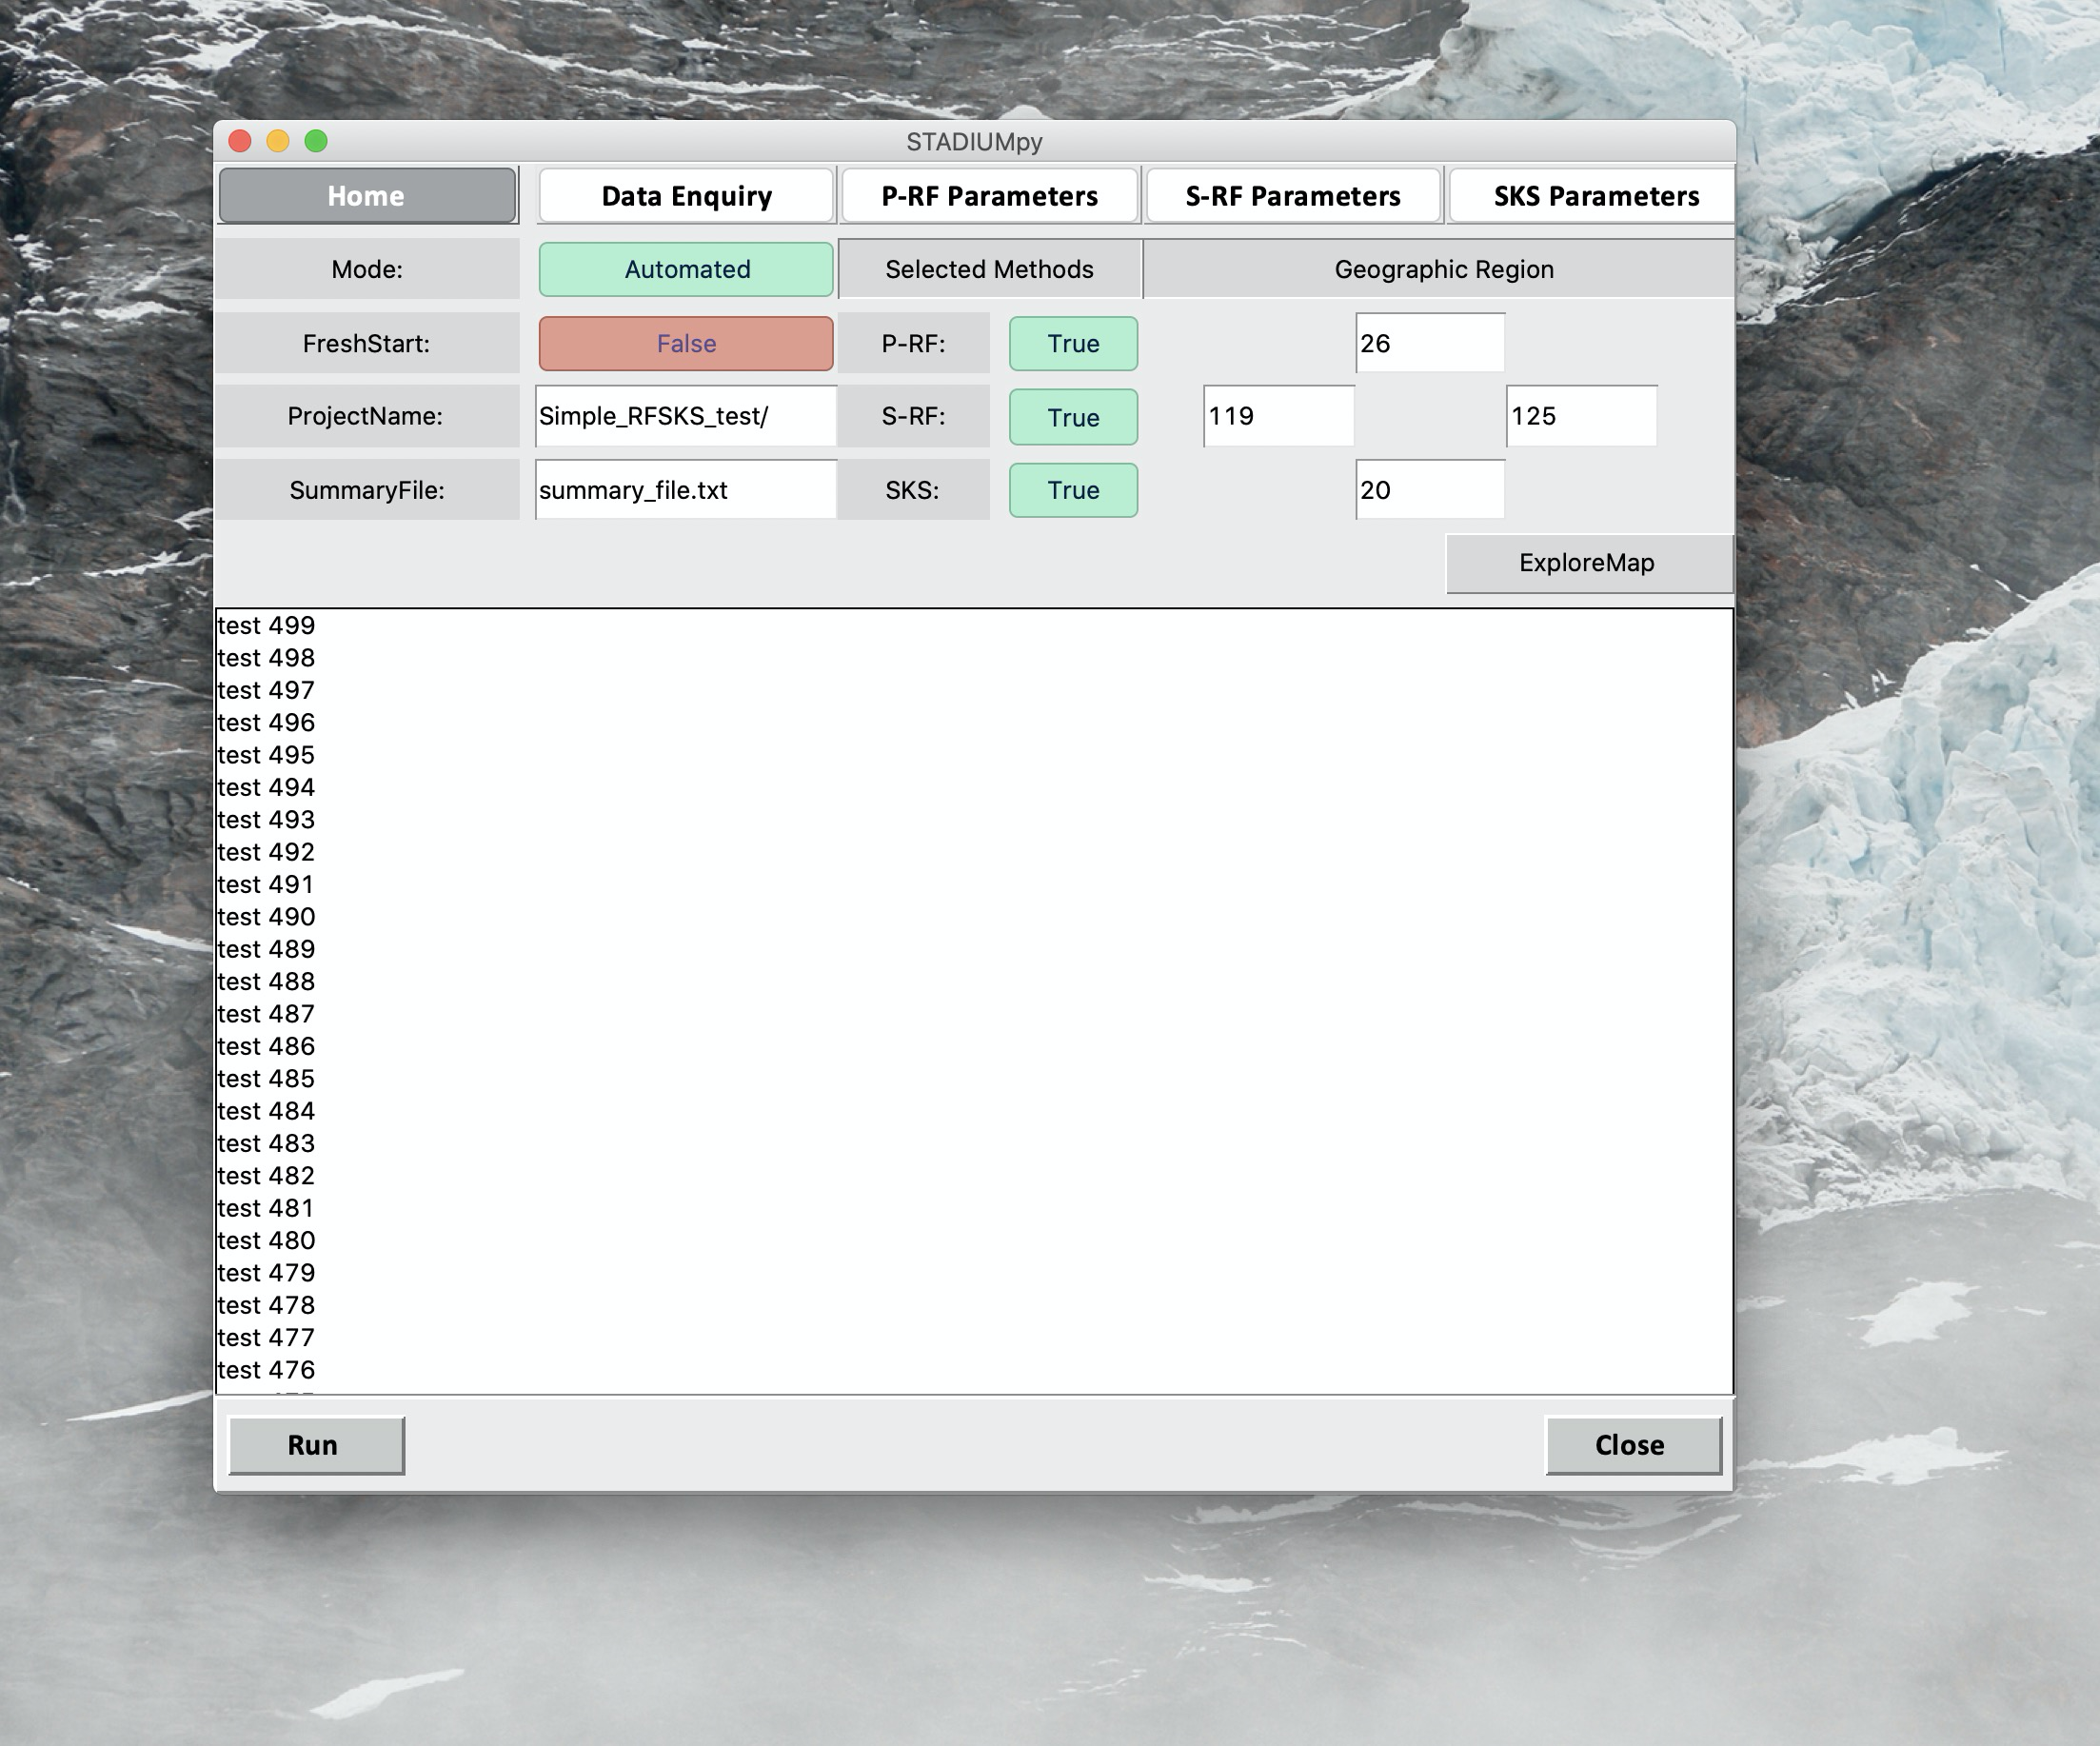 STADIUMpy
Home Data Enquiry P-RF Parameters S-RF Parameters SKS Parameters
Mode: Automated Selected Methods Geographic Region
FreshStart: False P-RF: True 26
ProjectName: Simple_RFSKS_test/ S-RF: True 119 125
SummaryFile: summary_file.txt SKS: True 20
ExploreMap
test 499
test 498
test 497
test 496
test 495
test 494
test 493
test 492
test 491
test 490
test 489
test 488
test 487
test 486
test 485
test 484
test 483
test 482
test 481
test 480
test 479
test 478
test 477
test 476
Run Close